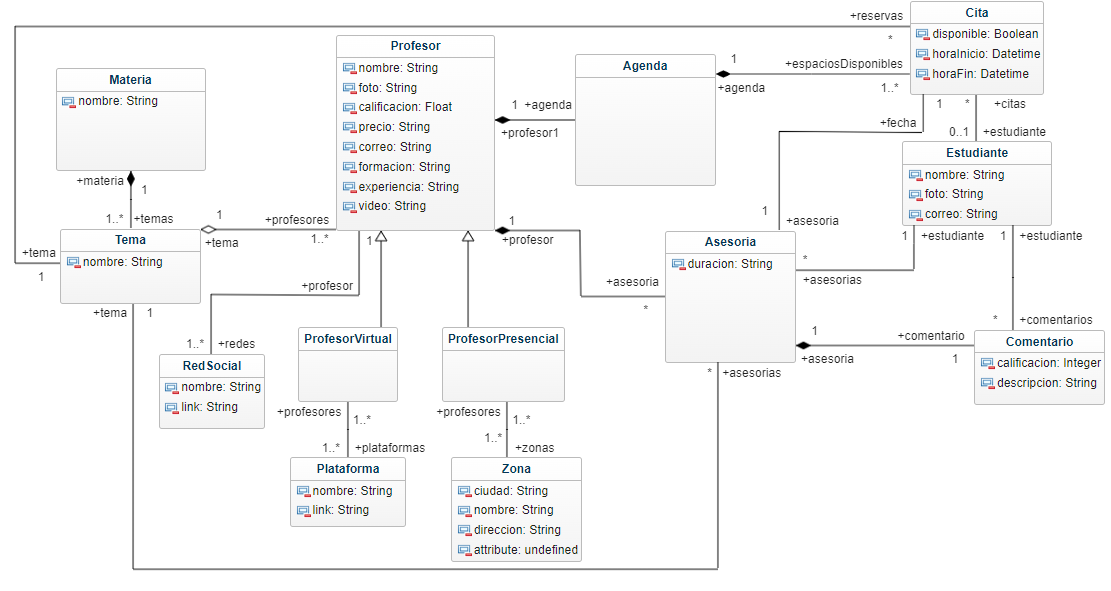 Cita
disponible: Boolean
horaInicio: Datetime
horaFin: Datetime
+reservas
*
Profesor
nombre: String
foto: String
calificacion: Float
precio: String
correo: String
formacion: String
experiencia: String
video: String
Agenda
1
+espaciosDisponibles
+agenda
1..*
Materia
nombre: String
1 +agenda
+profesor1
1
*
+citas
+fecha
0..1
+estudiante
Estudiante
nombre: String
foto: String
correo: String
+materia
1
1..*
+temas
1
+profesores
+tema
1..*
1
+profesor
1
+asesoria
Tema
nombre: String
+tema
1
1
Asesoria
duracion: String
1
+estudiante
1
+estudiante
*
+asesorias
+profesor
+asesoria
*
+tema
1
1..*
+redes
RedSocial
nombre: String
link: String
ProfesorVirtual
ProfesorPresencial
1
+comentario
+asesoria
1
*
+comentarios
Comentario
calificacion: Integer
descripcion: String
*
+asesorias
+profesores
1..*
1..*
+plataformas
+profesores
1..*
1..*
+zonas
Plataforma
nombre: String
link: String
Zona
ciudad: String
nombre: String
direccion: String
attribute: undefined